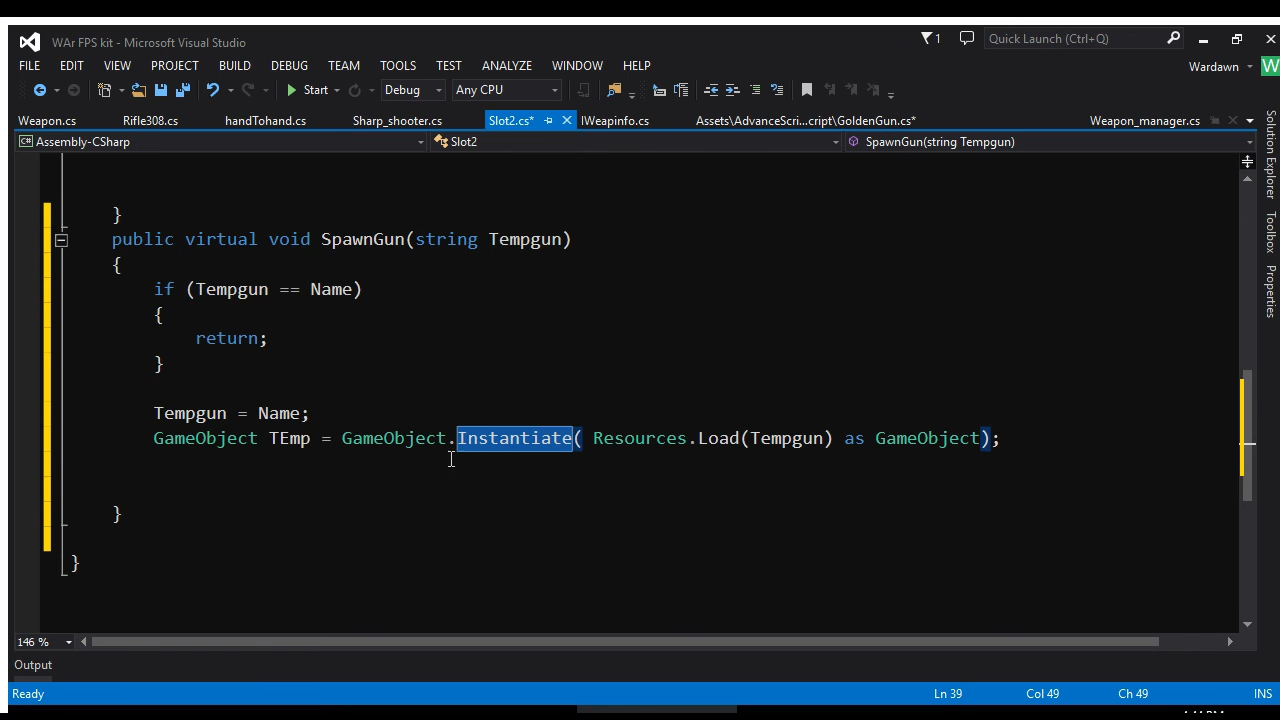 WAr FPS kit - Microsoft Visual Studio
1
Quick Launch (Ctrl+Q)
FILE EDIT VIEW PROJECT BUILD DEBUG TEAM TOOLS TEST ANALYZE WINDOW HELP
Wardawn W
Start Debug Any CPU
Weapon.cs Rifle308.cs handTohand.cs Sharp_shooter.cs Slot2.cs* IWeapinfo.cs Assets\AdvanceScri...cript\GoldenGun.cs* Weapon_manager.cs
C# Assembly-CSharp Slot2 SpawnGun(string Tempgun)
}
public virtual void SpawnGun(string Tempgun)
{
if (Tempgun == Name)
{
return;
}
Tempgun = Name;
GameObject TEmp = GameObject.Instantiate( Resources.Load(Tempgun) as GameObject);
}
}
Solution Explorer
Toolbox
Properties
146 %
Output
Ready Ln 39 Col 49 Ch 49 INS